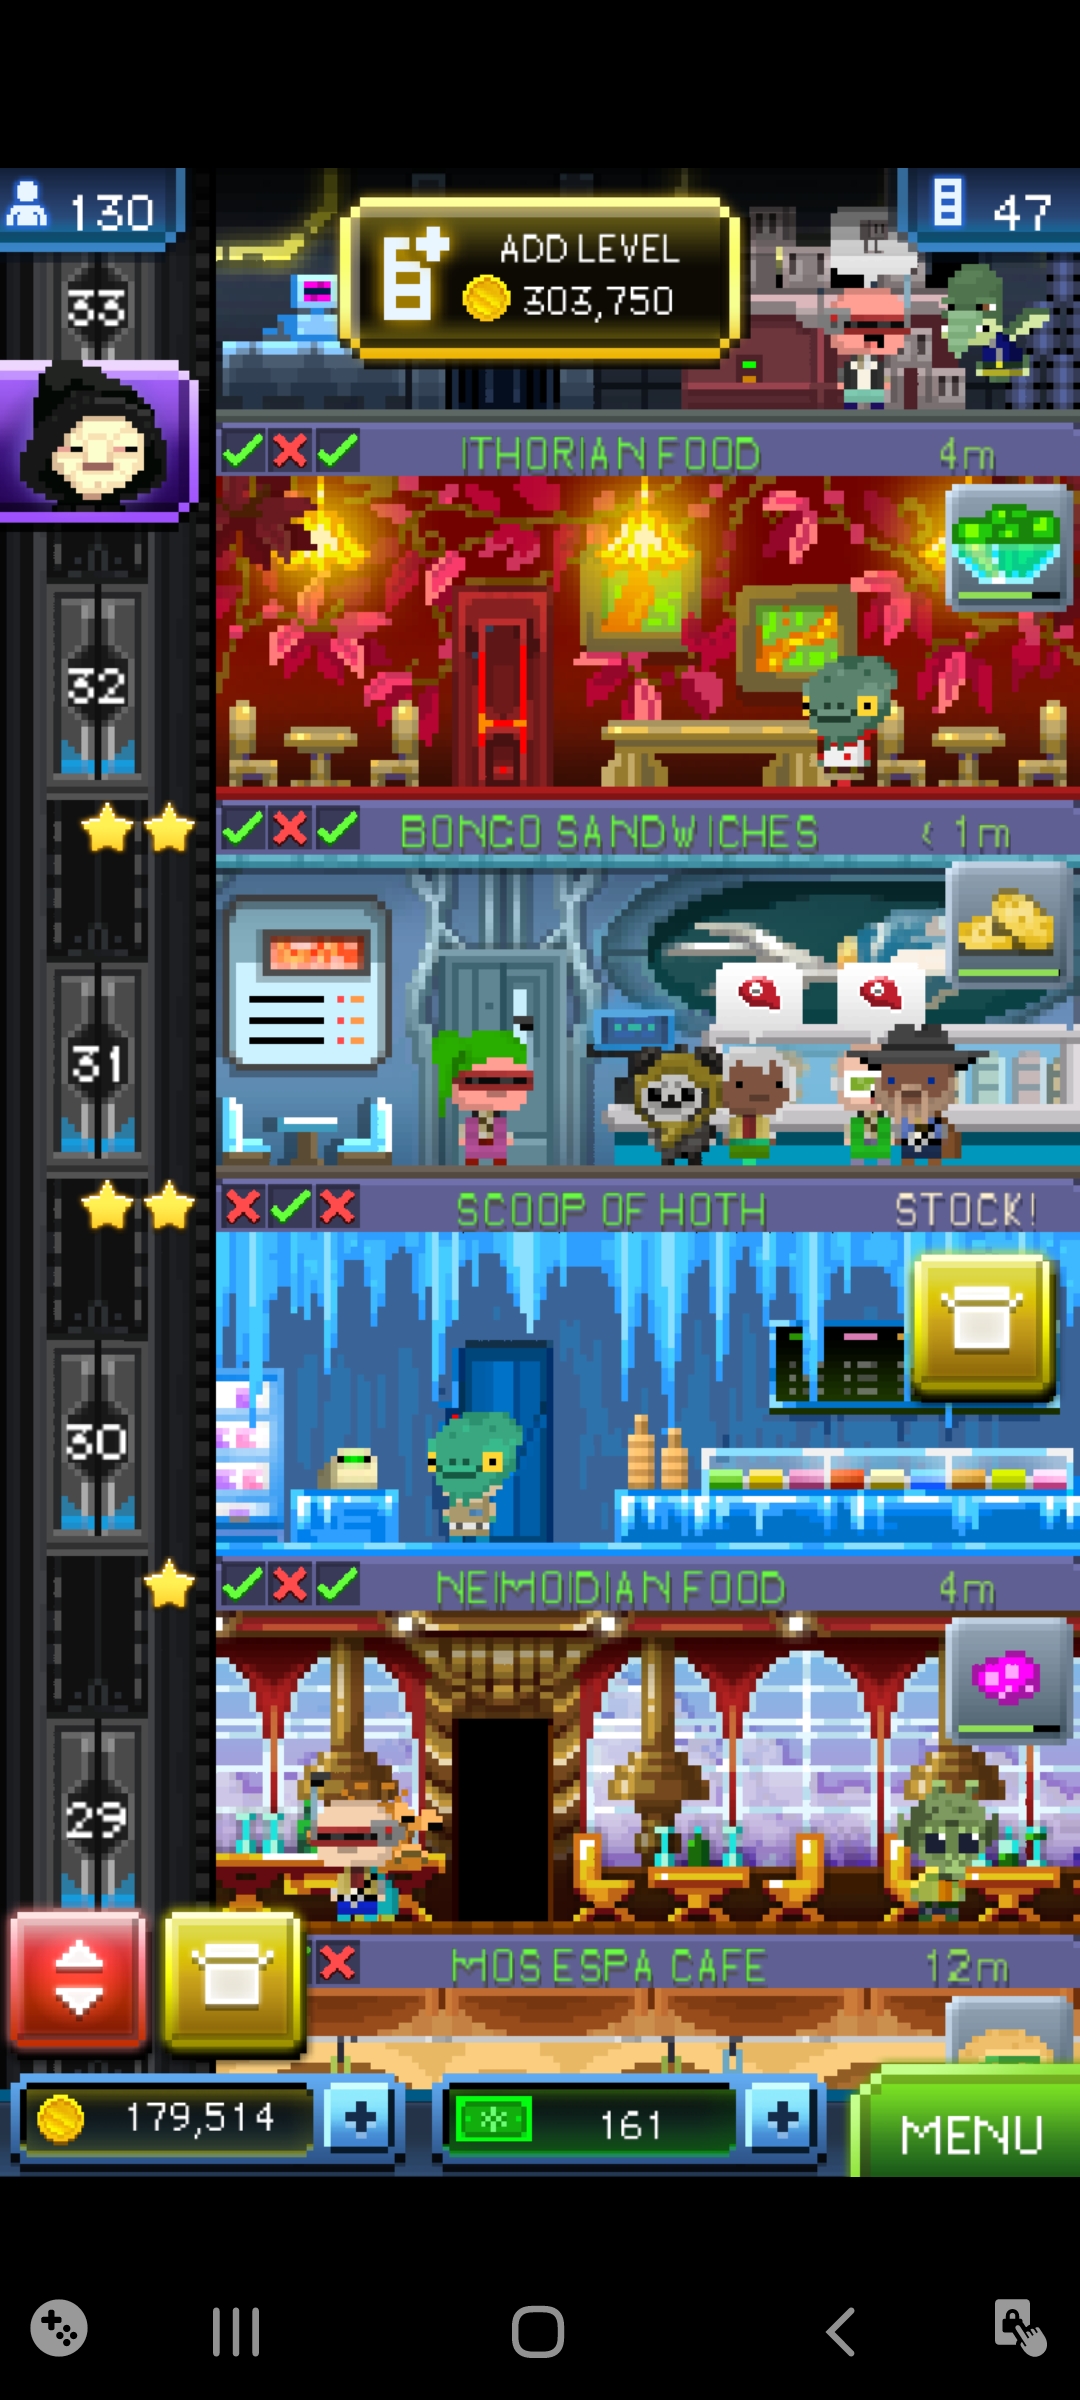 130
47
ADD LEVEL
303,750
33
ITHORIAN FOOD 4m
32
BONGO SANDWICHES < 1m
31
SCOOP OF HOTH STOCK!
30
NEIMOIDIAN FOOD 4m
29
MOS ESPA CAFE 12m
179,514
161
MENU